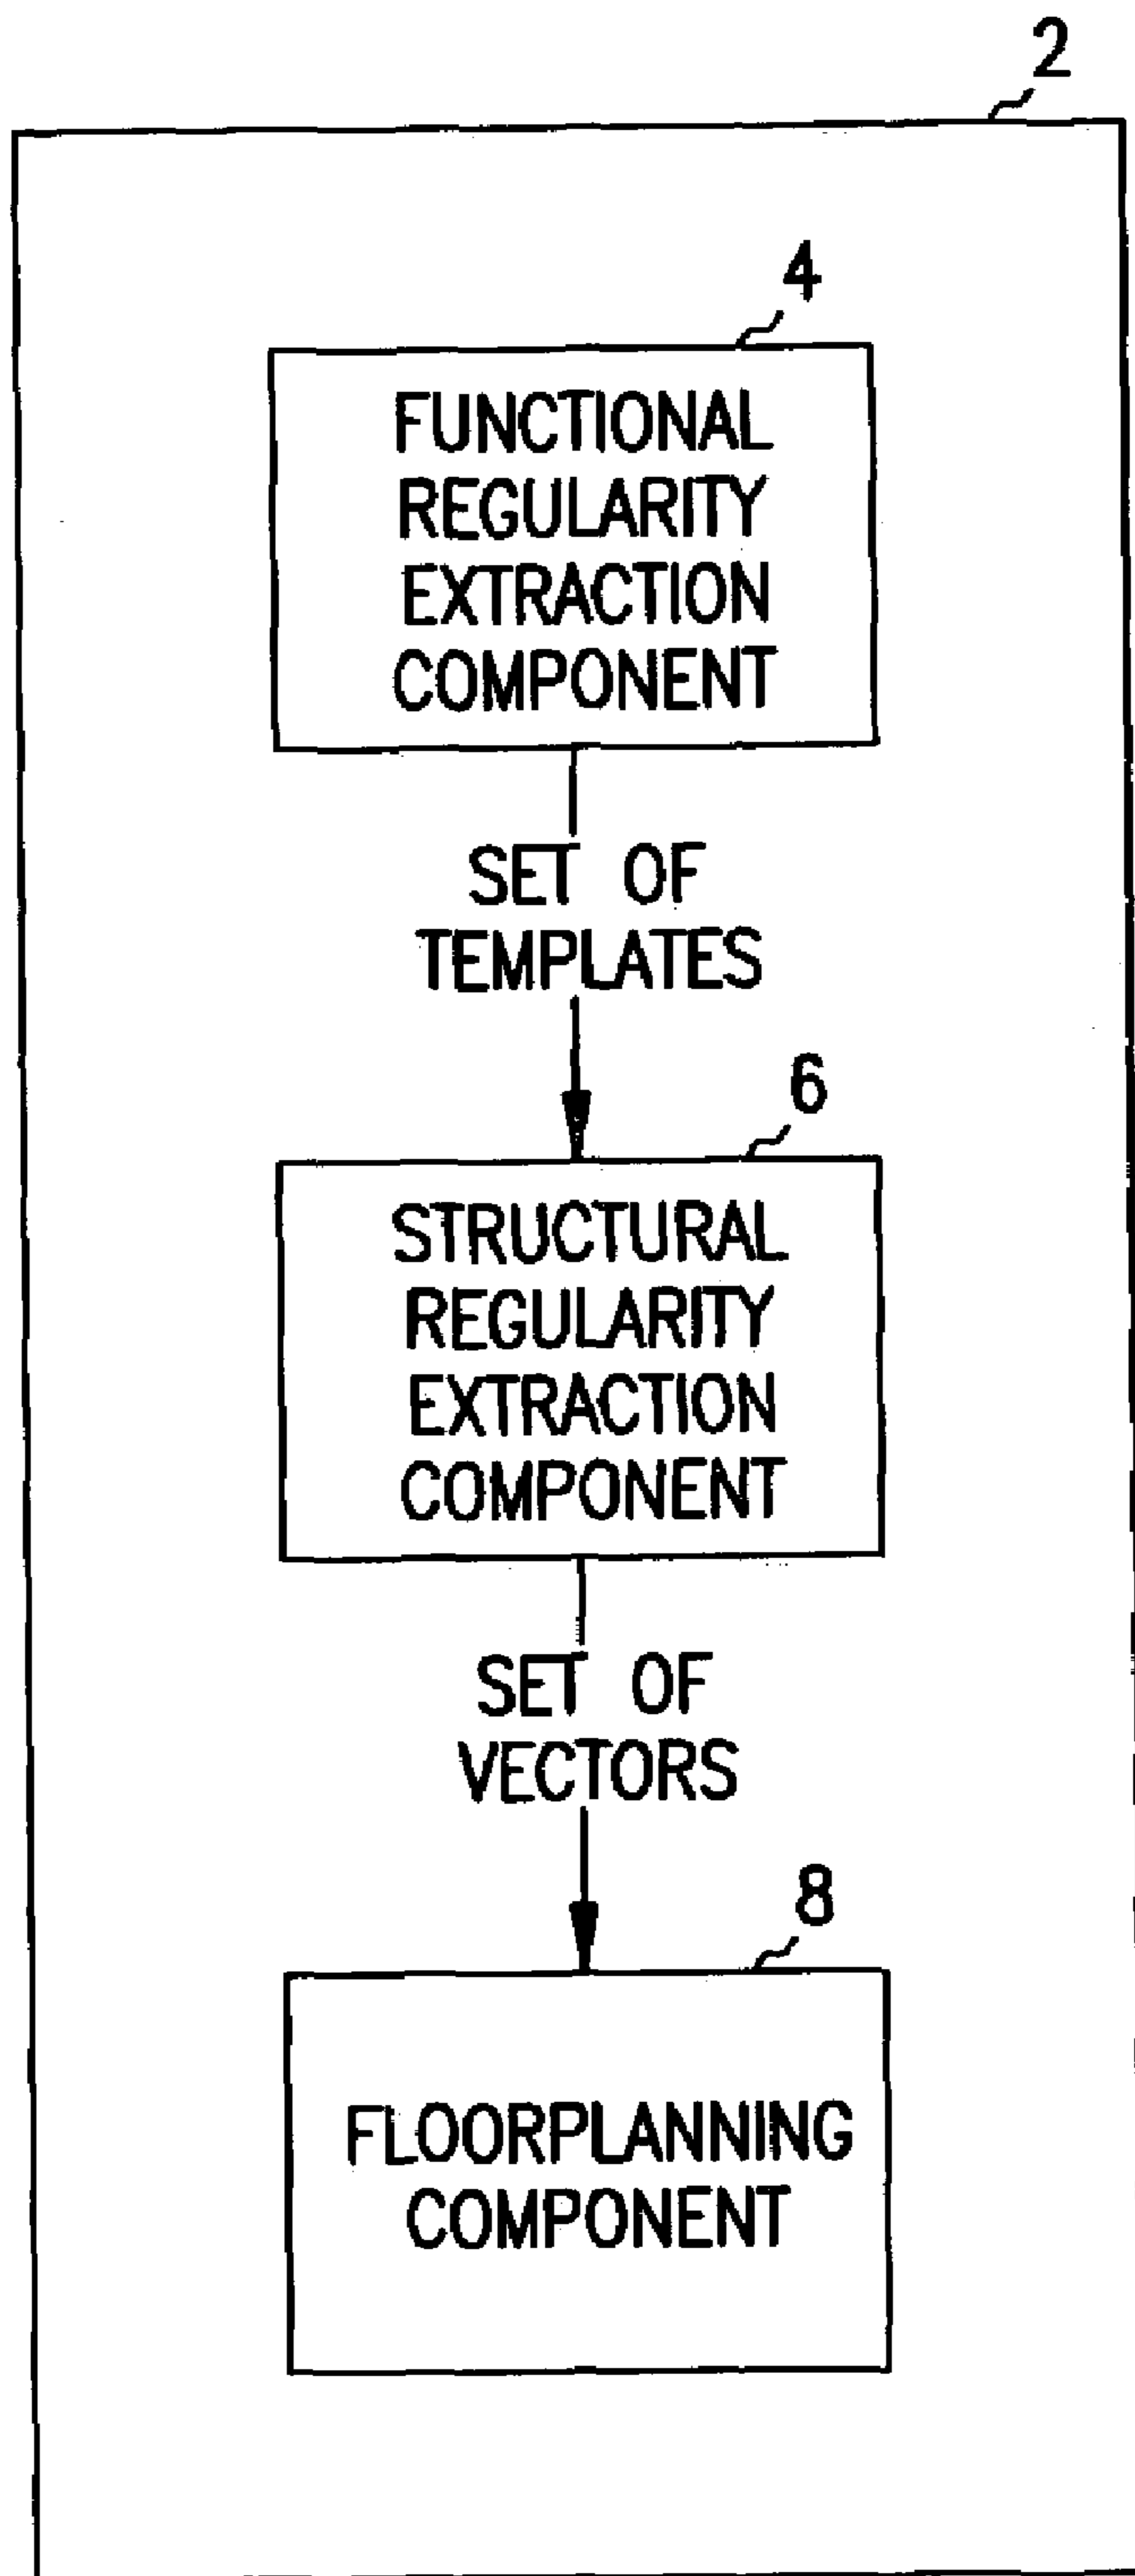 2
4
FUNCTIONAL
REGULARITY
EXTRACTION
COMPONENT
SET OF
TEMPLATES
6
STRUCTURAL
REGULARITY
EXTRACTION
COMPONENT
SET OF
VECTORS
8
FLOORPLANNING
COMPONENT